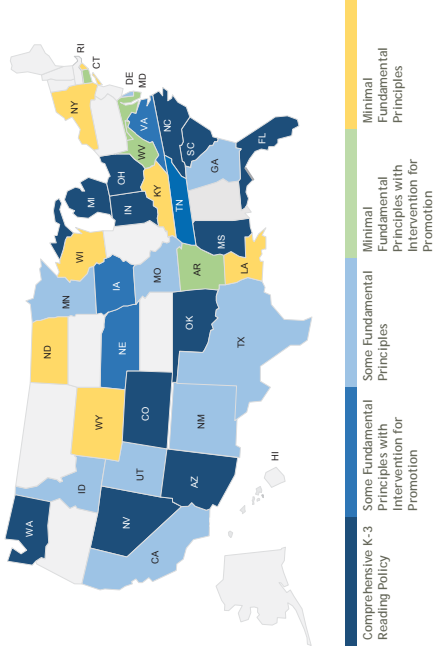 WA
ID
ND
MN
WI
MI
NY
RI
CT
WY
NE
IA
IN
OH
WV
VA
DE
MD
NV
UT
CO
MO
KY
NC
CA
AZ
NM
OK
AR
TN
SC
TX
LA
MS
GA
FL
HI
Comprehensive K-3
Reading Policy
Some Fundamental
Principles with
Intervention for
Promotion
Some Fundamental
Principles
Minimal
Fundamental
Principles with
Intervention for
Promotion
Minimal
Fundamental
Principles